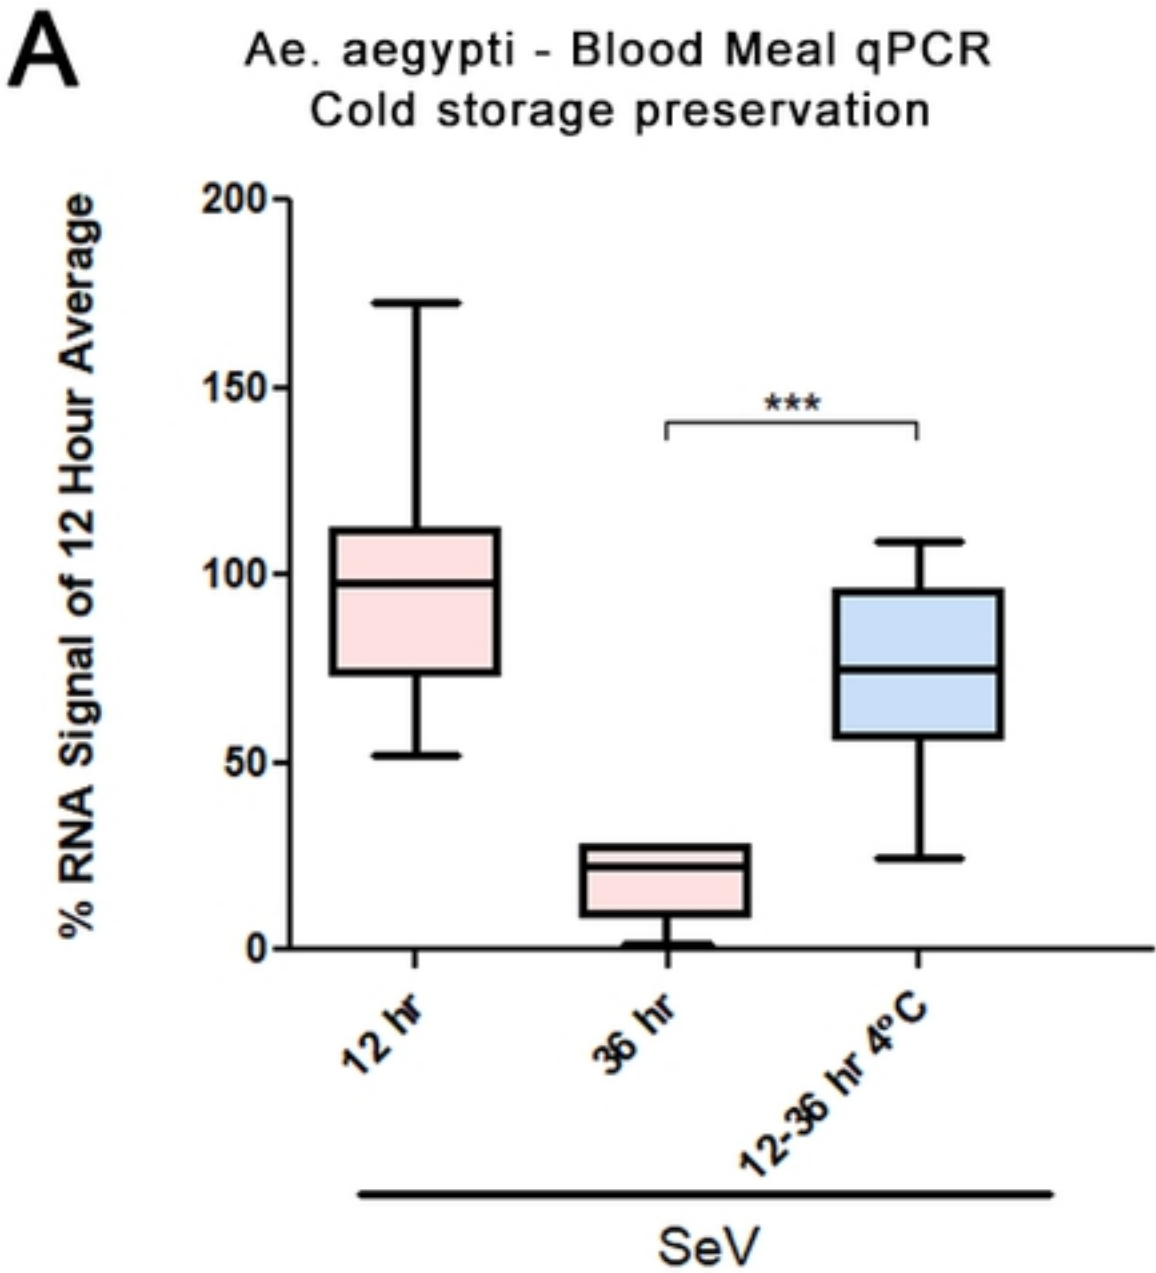 A
Ae. aegypti - Blood Meal qPCR
Cold storage preservation
% RNA Signal of 12 Hour Average
200
150
100
50
0
***
12 hr
36 hr
12-36 hr 4ºC
SeV